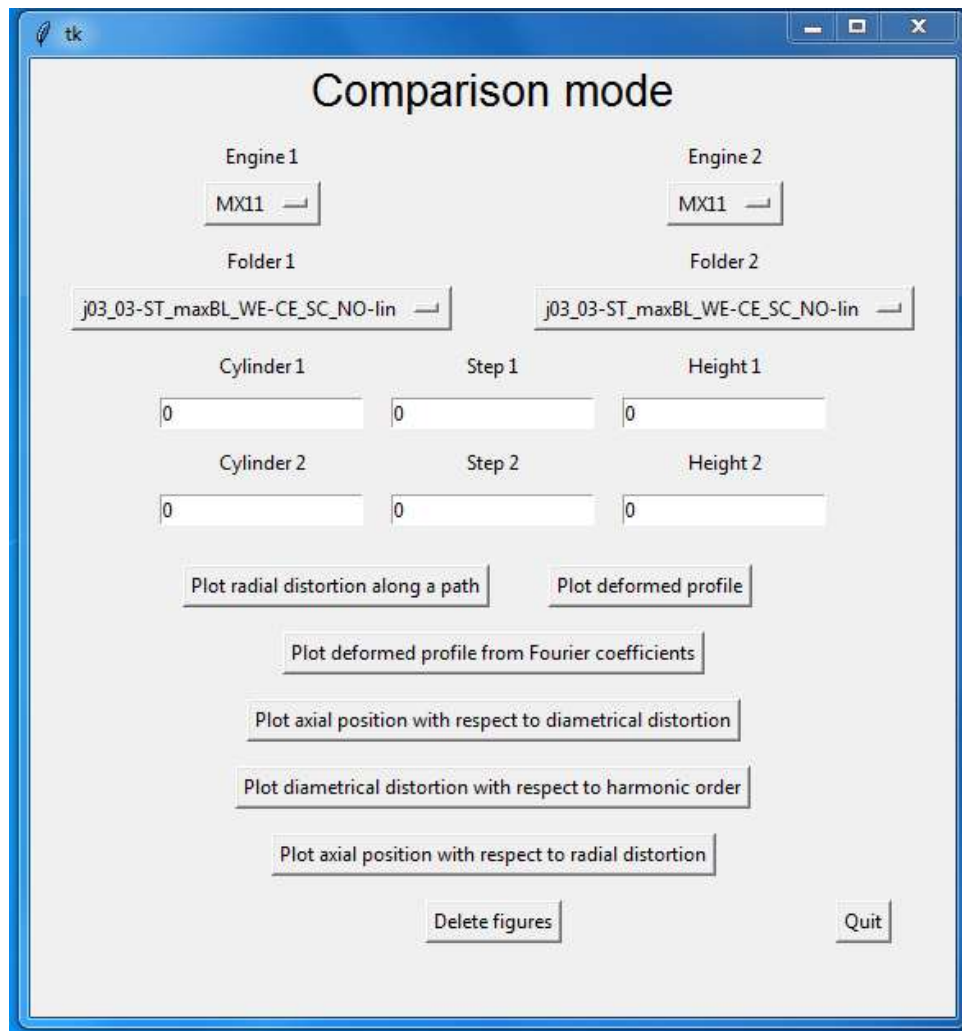 tk
Comparison mode
Engine 1 Engine 2
MX11 MX11
Folder 1 Folder 2
j03_03-ST_maxBL_WE-CE_SC_NO-lin j03_03-ST_maxBL_WE-CE_SC_NO-lin
Cylinder 1 Step 1 Height 1
0 0 0
Cylinder 2 Step 2 Height 2
0 0 0
Plot radial distortion along a path Plot deformed profile
Plot deformed profile from Fourier coefficients
Plot axial position with respect to diametrical distortion
Plot diametrical distortion with respect to harmonic order
Plot axial position with respect to radial distortion
Delete figures Quit